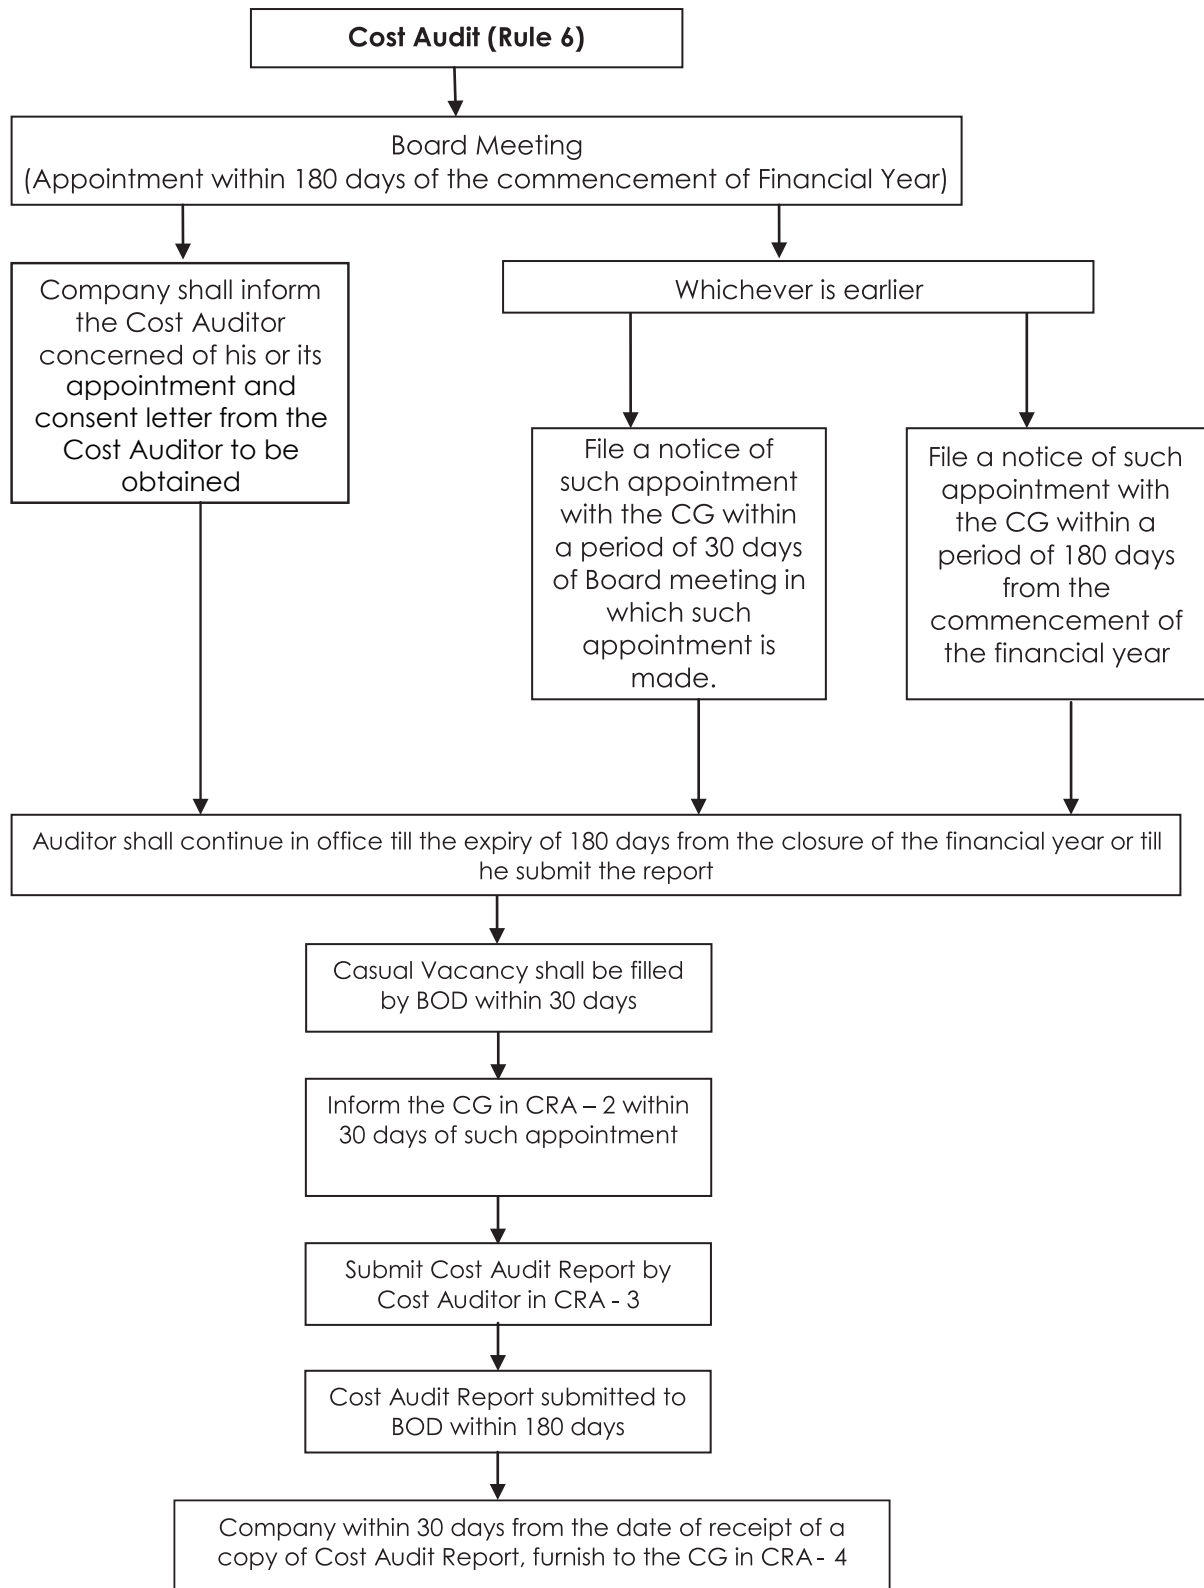 Cost Audit (Rule 6)
Board Meeting
(Appointment within 180 days of the commencement of Financial Year)
Company shall inform
the Cost Auditor
concerned of his or its
appointment and
consent letter from the
Cost Auditor to be
obtained
Whichever is earlier
File a notice of
such appointment
with the CG within
a period of 30 days
of Board meeting in
which such
appointment is
made.
File a notice of such
appointment with
the CG within a
period of 180 days
from the
commencement of
the financial year
Auditor shall continue in office till the expiry of 180 days from the closure of the financial year or till
he submit the report
Casual Vacancy shall be filled
by BOD within 30 days
Inform the CG in CRA – 2 within
30 days of such appointment
Submit Cost Audit Report by
Cost Auditor in CRA - 3
Cost Audit Report submitted to
BOD within 180 days
Company within 30 days from the date of receipt of a
copy of Cost Audit Report, furnish to the CG in CRA - 4